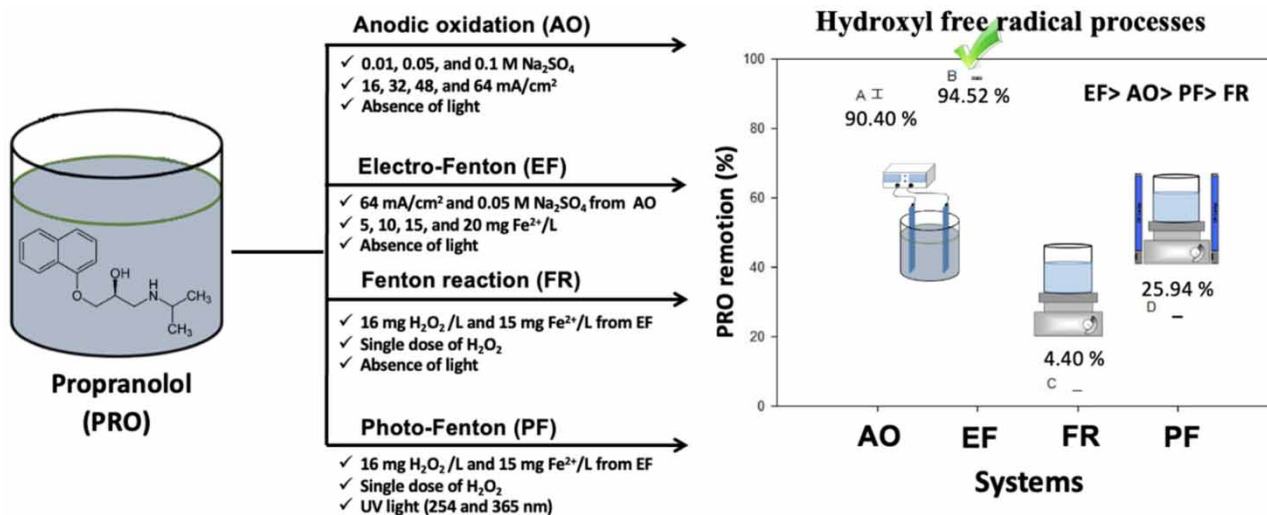 Anodic oxidation (AO)
✓ 0.01, 0.05, and 0.1 M Na₂SO₄
✓ 16, 32, 48, and 64 mA/cm²
✓ Absence of light
Electro-Fenton (EF)
✓ 64 mA/cm² and 0.05 M Na₂SO₄ from AO
✓ 5, 10, 15, and 20 mg Fe²⁺/L
✓ Absence of light
Fenton reaction (FR)
✓ 16 mg H₂O₂ /L and 15 mg Fe²⁺/L from EF
✓ Single dose of H₂O₂
✓ Absence of light
Photo-Fenton (PF)
✓ 16 mg H₂O₂ /L and 15 mg Fe²⁺/L from EF
✓ Single dose of H₂O₂
✓ UV light (254 and 365 nm)
OH
O
N
H
CH₃
CH₃
Propranolol
(PRO)
Hydroxyl free radical processes
PRO remotion (%)
100
80
60
40
20
0
A
90.40 %
B
94.52 %
EF> AO> PF> FR
4.40 %
C
25.94 %
D
AO
EF
FR
PF
Systems